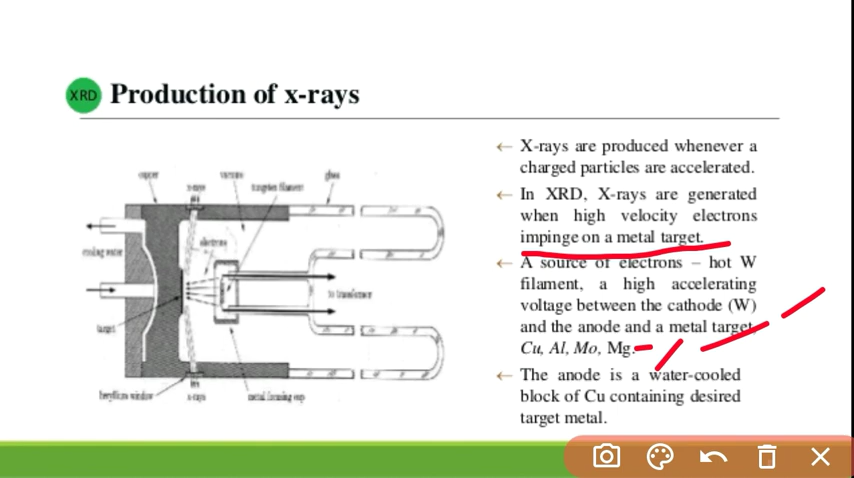 XRD Production of x-rays
← X-rays are produced whenever a
charged particles are accelerated.
← In XRD, X-rays are generated
when high velocity electrons
impinge on a metal target.
← A source of electrons – hot W
filament, a high accelerating
voltage between the cathode (W)
and the anode and a metal target
Cu, Al, Mo, Mg.
← The anode is a water-cooled
block of Cu containing desired
target metal.
copper
x-rays
vacuum
tungsten filament
glass
cooling water
electrons
to transformer
target
beryllium window
x-rays
metal focusing cup